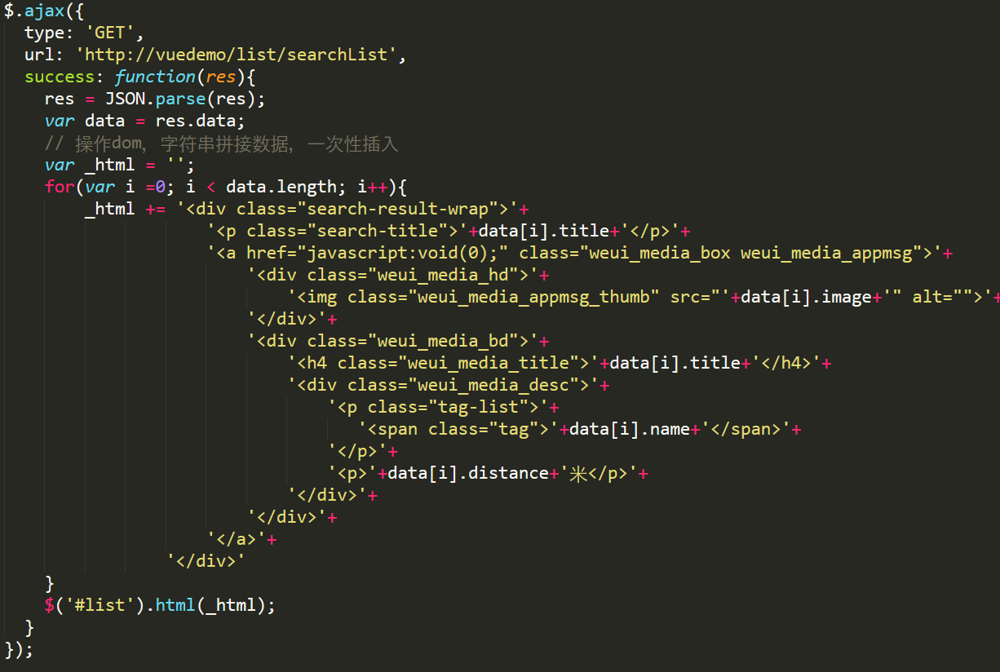 $.ajax({
  type: 'GET',
  url: 'http://vuedemo/list/searchList',
  success: function(res){
    res = JSON.parse(res);
    var data = res.data;
    // 操作dom, 字符串拼接数据, 一次性插入
    var _html = '';
    for(var i =0; i < data.length; i++){
        _html += '<div class="search-result-wrap">'+
                    '<p class="search-title">'+data[i].title+'</p>'+
                    '<a href="javascript:void(0);" class="weui_media_box weui_media_appmsg">'+
                        '<div class="weui_media_hd">'+
                            '<img class="weui_media_appmsg_thumb" src="'+data[i].image+'" alt="">'+
                        '</div>'+
                        '<div class="weui_media_bd">'+
                            '<h4 class="weui_media_title">'+data[i].title+'</h4>'+
                            '<div class="weui_media_desc">'+
                                '<p class="tag-list">'+
                                   '<span class="tag">'+data[i].name+'</span>'+
                                '</p>'+
                                '<p>'+data[i].distance+'米</p>'+
                            '</div>'+
                        '</div>'+
                    '</a>'+
                '</div>'
    }
    $('#list').html(_html);
  }
});